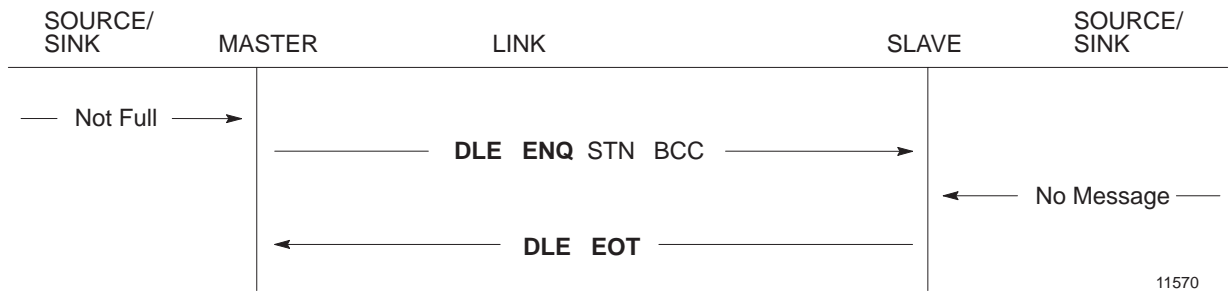 SOURCE/
SINK
MASTER
LINK
SLAVE
SOURCE/
SINK
Not Full
DLE ENQ STN BCC
No Message
DLE EOT
11570